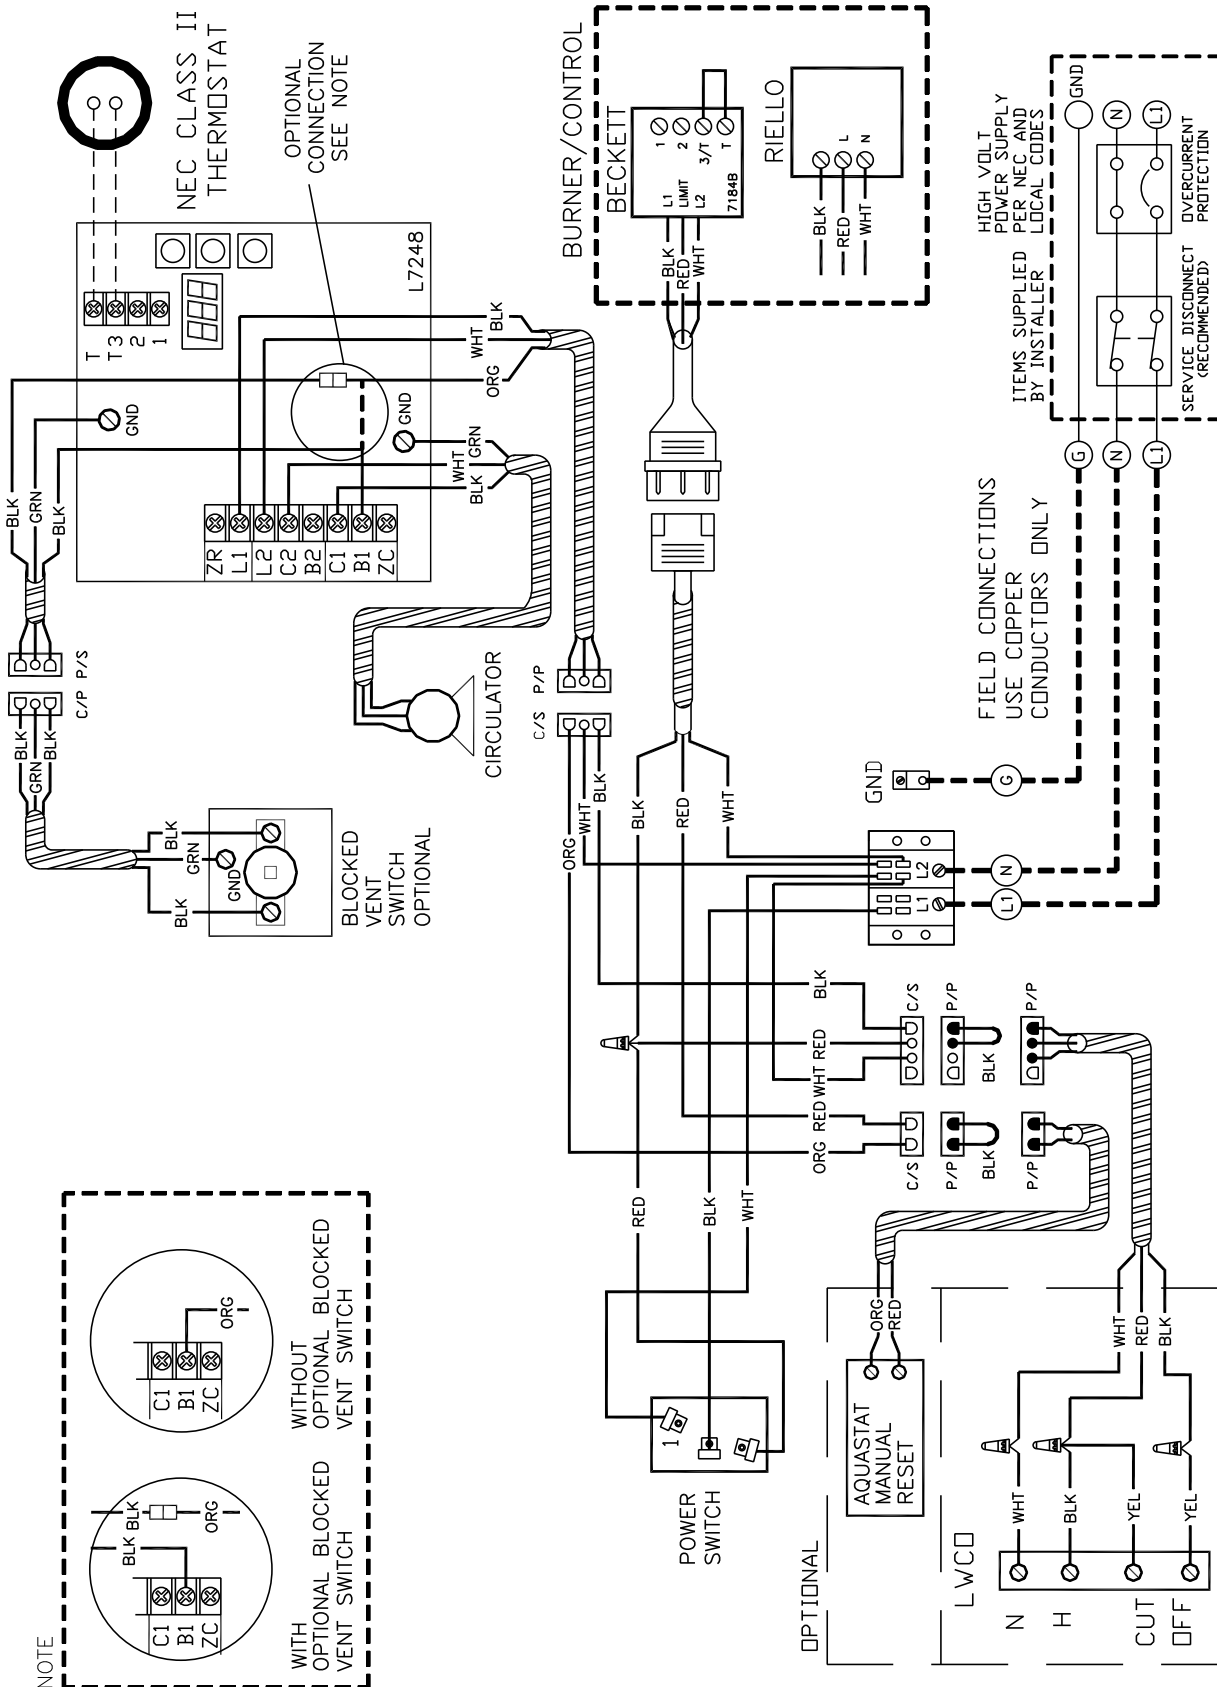 NEC CLASS II
THERMOSTAT
OPTIONAL
CONNECTION
SEE NOTE
L7248
T
T3
2
1
GND
GND
BLK
GRN
BLK
BLK
WHT
ORG
GRN
WHT
BLK
ZR
L1
L2
C2
B2
C1
B1
ZC
P/S
C/P
BLK
GRN
BLK
BLK
GRN
BLK
GND
BLOCKED
VENT
SWITCH
OPTIONAL
CIRCULATOR
P/P
C/S
BURNER/CONTROL
BECKETT
1
2
3/T
T
L1
LIMIT
L2
7184B
BLK
RED
WHT
RIELLO
L
N
BLK
RED
WHT
HIGH VOLT
POWER SUPPLY
PER NEC AND
LOCAL CODES
ITEMS SUPPLIED
BY INSTALLER
GND
N
L1
OVERCURRENT
PROTECTION
SERVICE DISCONNECT
(RECOMMENDED)
G
N
L1
FIELD CONNECTIONS
USE COPPER
CONDUCTORS ONLY
GND
G
N
L1
L2
L1
ORG
WHT
BLK
BLK
RED
WHT
BLK
RED
WHT
RED
ORG
C/S
P/P
BLK
P/P
C/S
P/P
BLK
P/P
RED
BLK
WHT
1
POWER
SWITCH
OPTIONAL
ORG
RED
AQUASTAT
MANUAL
RESET
LWCO
WHT
RED
BLK
WHT
BLK
YEL
YEL
N
H
CUT
OFF
NOTE
C1
B1
ZC
BLK
BLK
ORG
WITH
OPTIONAL BLOCKED
VENT SWITCH
C1
B1
ZC
ORG
WITHOUT
OPTIONAL BLOCKED
VENT SWITCH